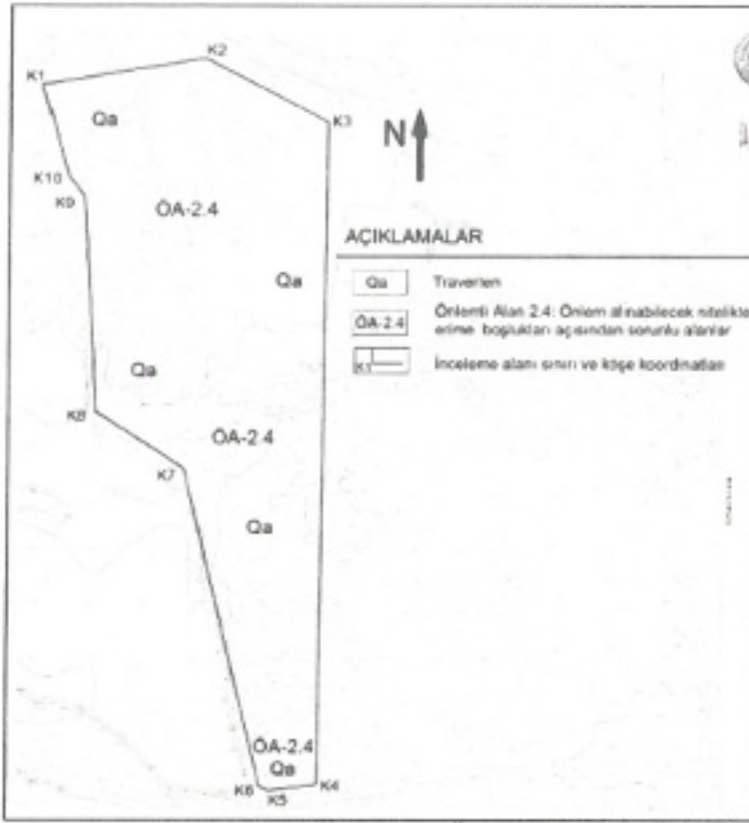 K2
K1
K3
Qa
N
K10
K9
ÖA-2.4
AÇIKLAMALAR
Qa
Qa Traverten
ÖA-2.4 Önlemli Alan 2.4: Önlem alınabilecek nitelikte
erime boşlukları açısından sorunlu alanlar
K1 İnceleme alanı sınırı ve köşe koordinatları
Qa
K8
ÖA-2.4
K7
Qa
ÖA-2.4
Qa
K6
K5
K4